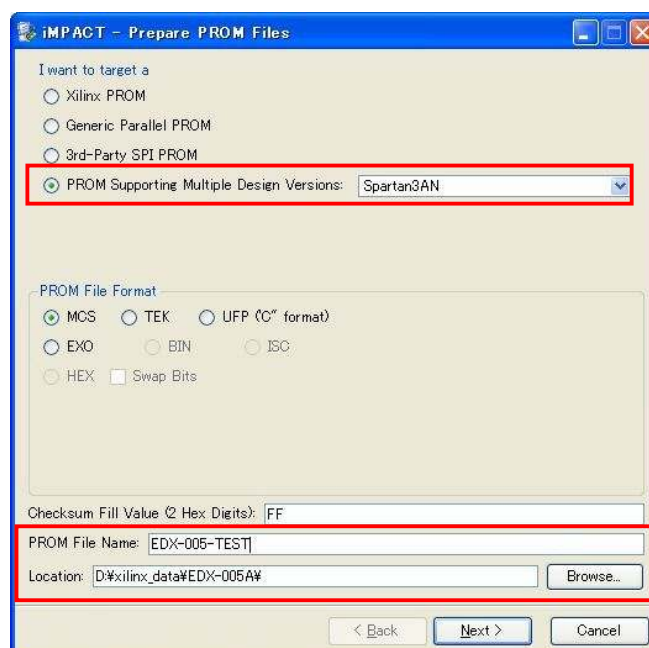 iMPACT - Prepare PROM Files
I want to target a
Xilinx PROM
Generic Parallel PROM
3rd-Party SPI PROM
PROM Supporting Multiple Design Versions: Spartan3AN
PROM File Format
MCS TEK UFP ("C" format)
EXO BIN ISC
HEX Swap Bits
Checksum Fill Value (2 Hex Digits): FF
PROM File Name: EDX-005-TEST
Location: D:¥xilinx_data¥EDX-005A¥ Browse...
< Back Next > Cancel